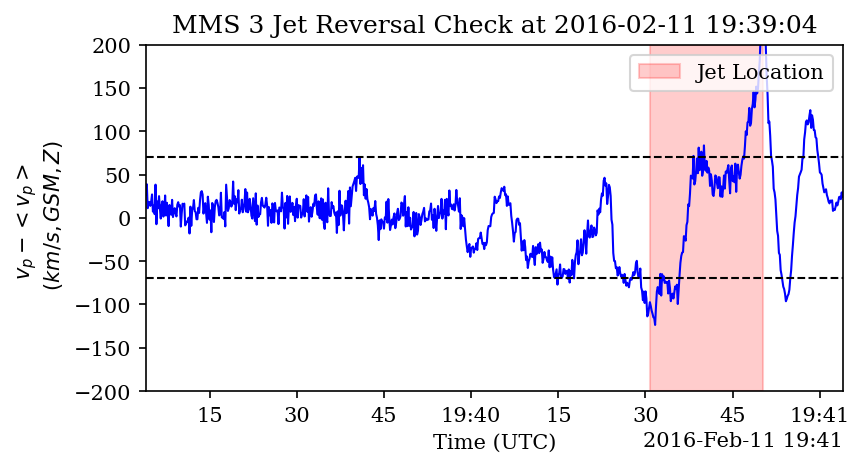 MMS 3 Jet Reversal Check at 2016-02-11 19:39:04
200
150
100
50
0
−50
−100
−150
−200
v_p − < v_p >
(km/s, GSM, Z)
Jet Location
15
30
45
19:40
15
30
45
19:41
Time (UTC)
2016-Feb-11 19:41